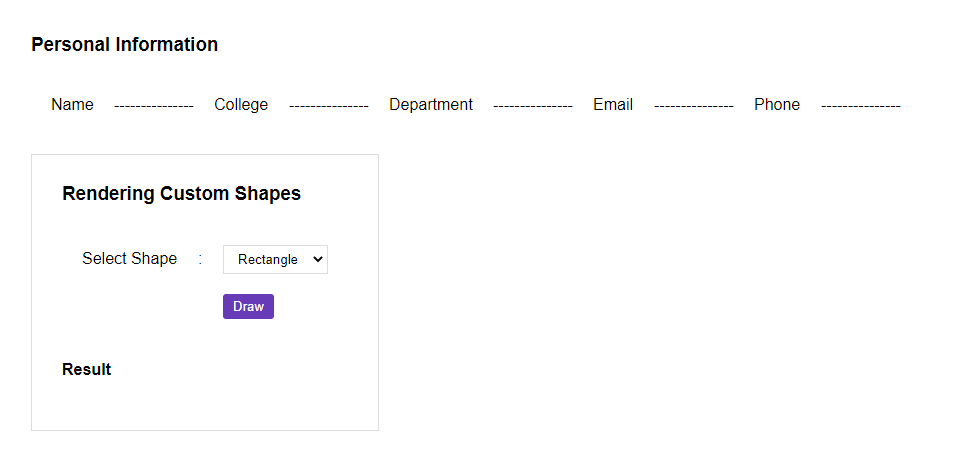 Personal Information
Name --------------- College --------------- Department --------------- Email --------------- Phone ---------------
Rendering Custom Shapes
Select Shape : Rectangle
Draw
Result